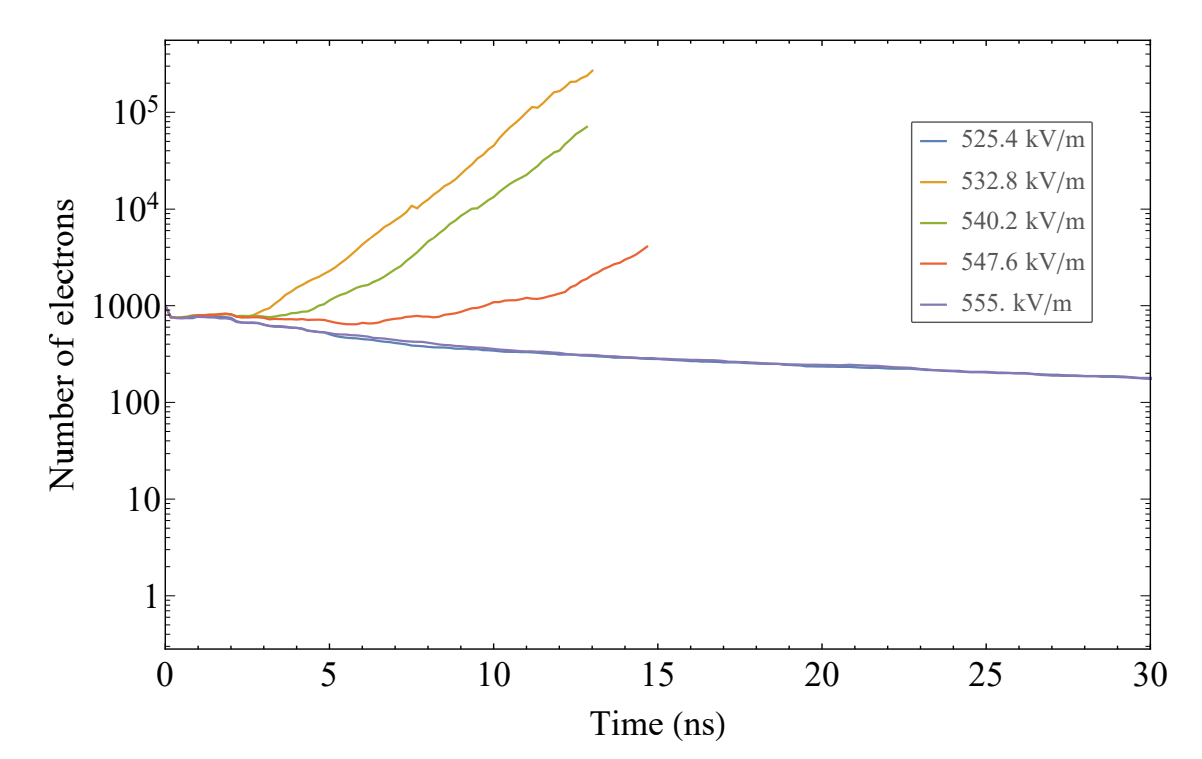 Number of electrons
10^5
10^4
1000
100
10
1
0 5 10 15 20 25 30
Time (ns)
525.4 kV/m
532.8 kV/m
540.2 kV/m
547.6 kV/m
555. kV/m